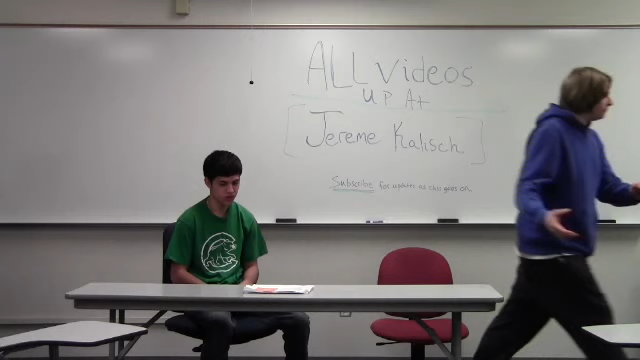 ALL Videos
UP At
Jereme Kalisch
Subscribe for updates as class goes on.